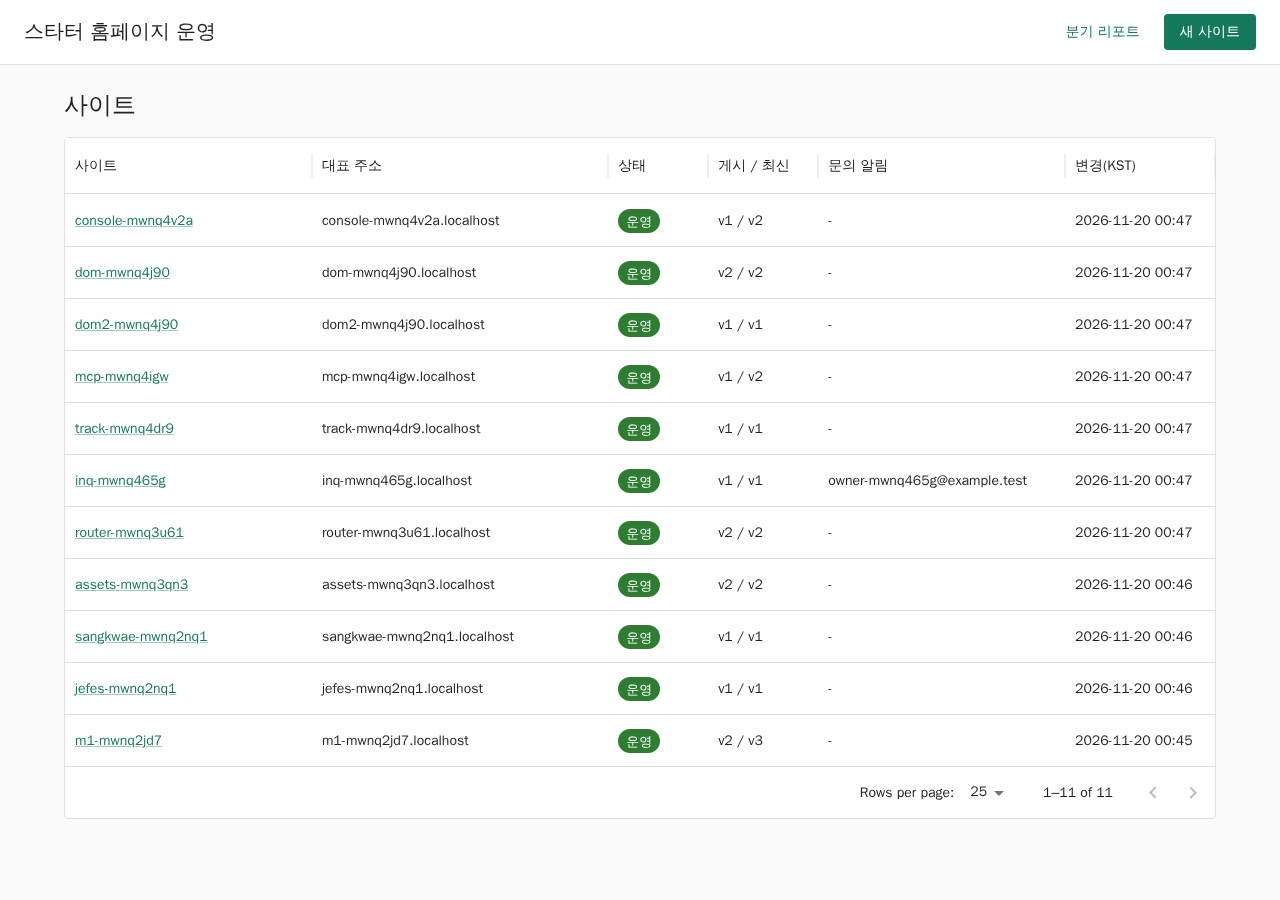 스타터 홈페이지 운영
분기 리포트
새 사이트
사이트
사이트 대표 주소 상태 게시 / 최신 문의 알림 변경(KST)
console-mwnq4v2a console-mwnq4v2a.localhost 운영 v1 / v2 - 2026-11-20 00:47
dom-mwnq4j90 dom-mwnq4j90.localhost 운영 v2 / v2 - 2026-11-20 00:47
dom2-mwnq4j90 dom2-mwnq4j90.localhost 운영 v1 / v1 - 2026-11-20 00:47
mcp-mwnq4igw mcp-mwnq4igw.localhost 운영 v1 / v2 - 2026-11-20 00:47
track-mwnq4dr9 track-mwnq4dr9.localhost 운영 v1 / v1 - 2026-11-20 00:47
inq-mwnq465g inq-mwnq465g.localhost 운영 v1 / v1 owner-mwnq465g@example.test 2026-11-20 00:47
router-mwnq3u61 router-mwnq3u61.localhost 운영 v2 / v2 - 2026-11-20 00:47
assets-mwnq3qn3 assets-mwnq3qn3.localhost 운영 v2 / v2 - 2026-11-20 00:46
sangkwae-mwnq2nq1 sangkwae-mwnq2nq1.localhost 운영 v1 / v1 - 2026-11-20 00:46
jefes-mwnq2nq1 jefes-mwnq2nq1.localhost 운영 v1 / v1 - 2026-11-20 00:46
m1-mwnq2jd7 m1-mwnq2jd7.localhost 운영 v2 / v3 - 2026-11-20 00:45
Rows per page: 25 1–11 of 11